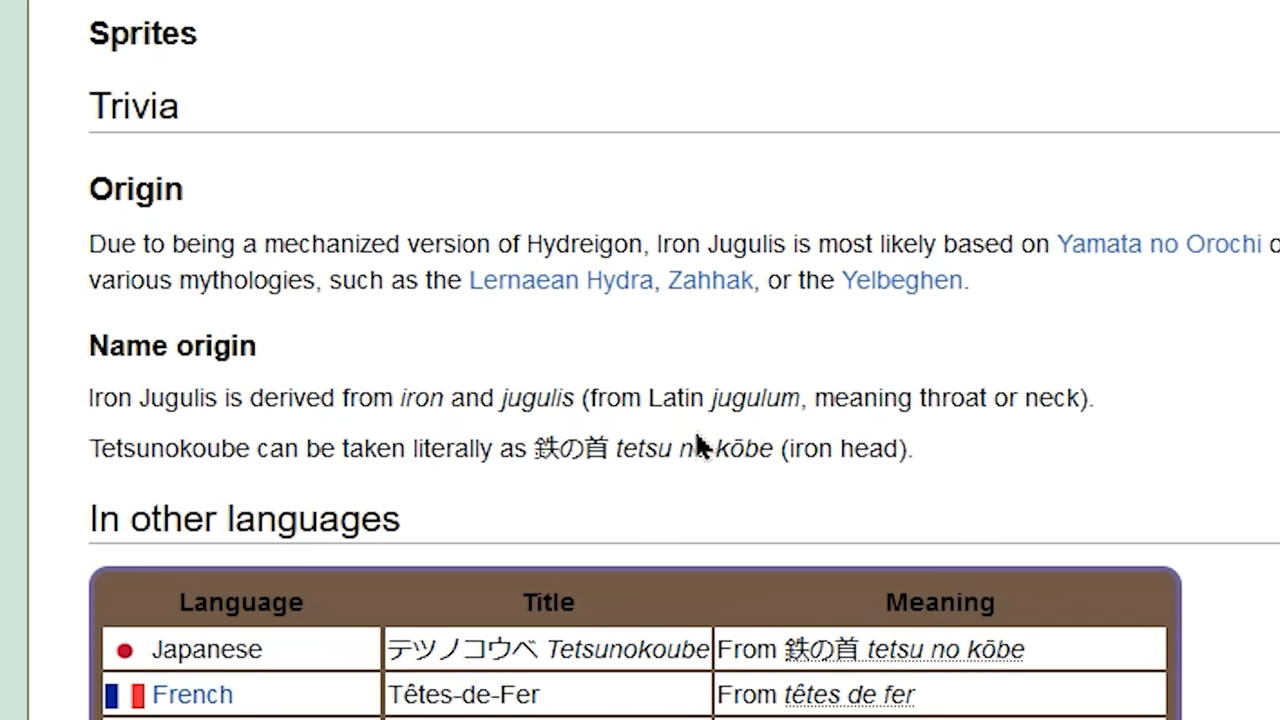 Sprites
Trivia
Origin
Due to being a mechanized version of Hydreigon, Iron Jugulis is most likely based on Yamata no Orochi
various mythologies, such as the Lernaean Hydra, Zahhak, or the Yelbeghen.
Name origin
Iron Jugulis is derived from iron and jugulis (from Latin jugulum, meaning throat or neck).
Tetsunokoube can be taken literally as 鉄の首 tetsu no kōbe (iron head).
In other languages
Language Title Meaning
Japanese テツノコウベ Tetsunokoube From 鉄の首 tetsu no kōbe
French Têtes-de-Fer From têtes de fer